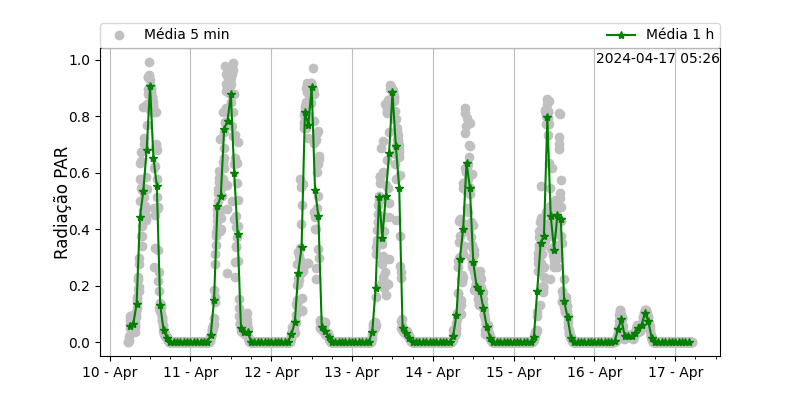 Média 5 min Média 1 h
2024-04-17 05:26
Radiação PAR
1.0
0.8
0.6
0.4
0.2
0.0
10 - Apr 11 - Apr 12 - Apr 13 - Apr 14 - Apr 15 - Apr 16 - Apr 17 - Apr